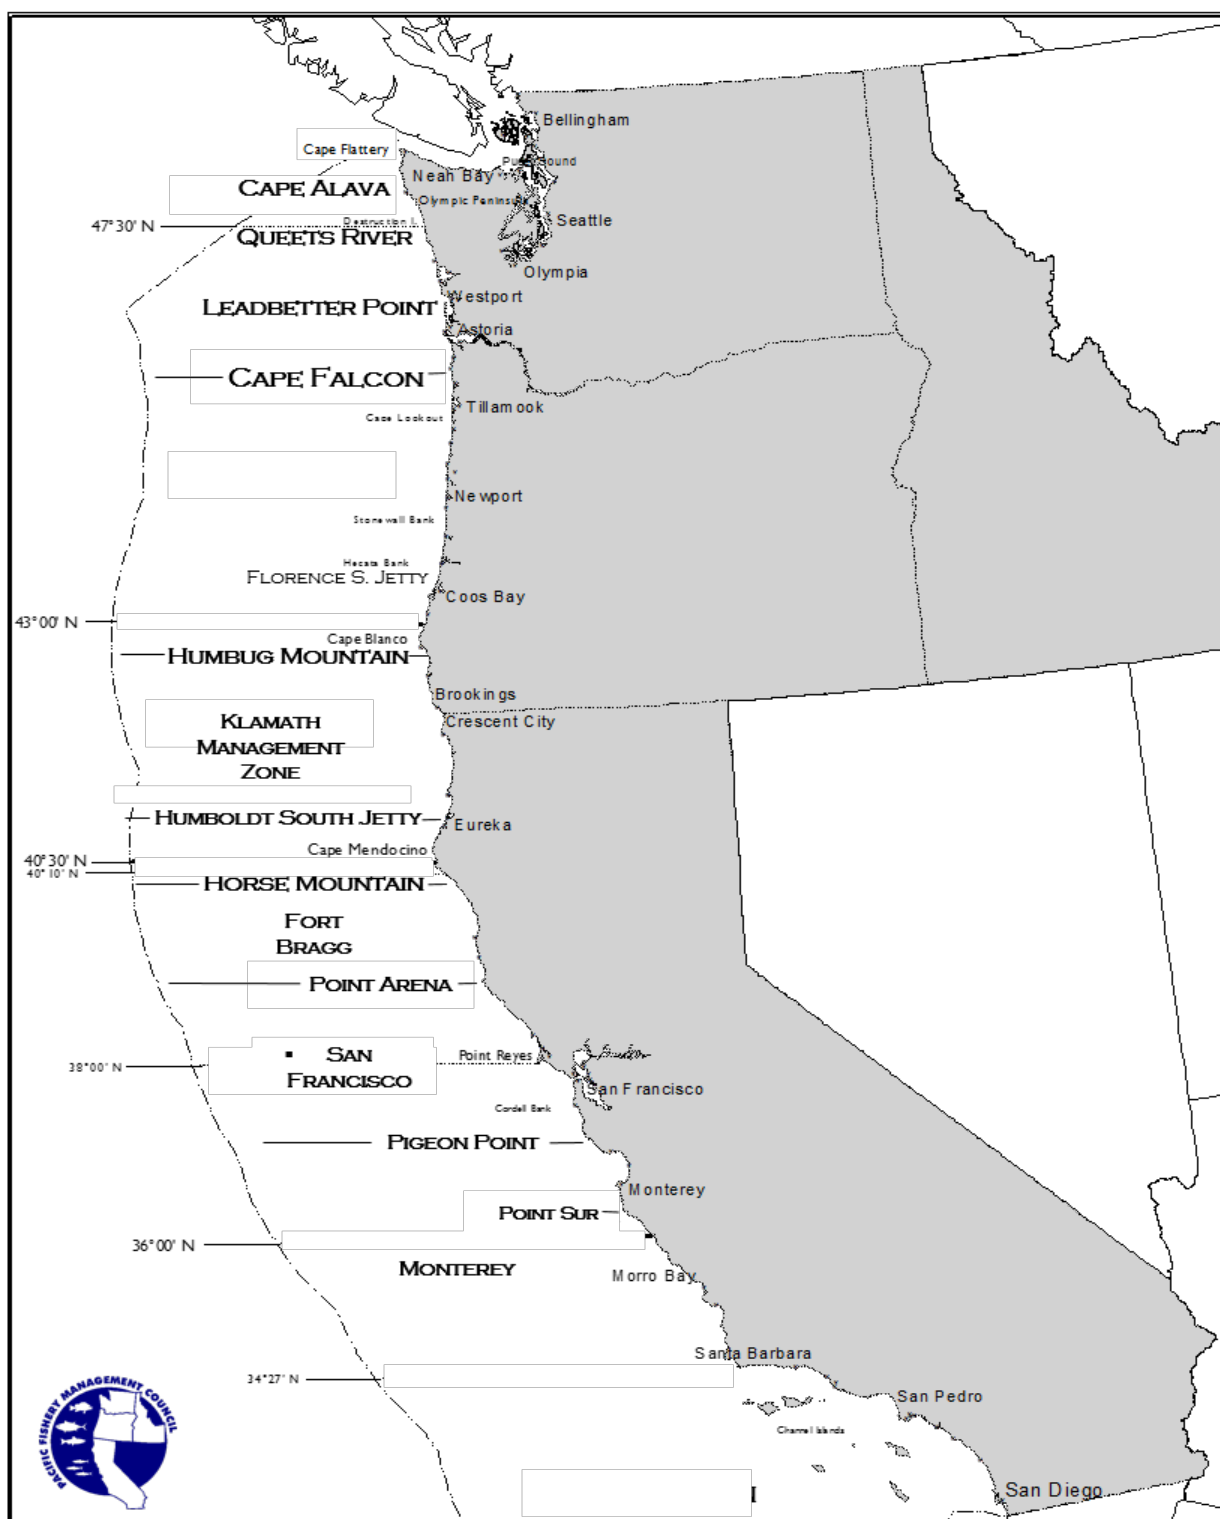 Bellingham
Cape Flattery
Neah Bay
CAPE ALAVA
Olympic Peninsula
Destruction I.
Seattle
47°30' N
QUEETS RIVER
Olympia
Westport
LEADBETTER POINT
Astoria
CAPE FALCON
Tillamook
Cape Lookout
Newport
Stonewall Bank
Heceta Bank
FLORENCE S. JETTY
Coos Bay
43°00' N
Cape Blanco
HUMBUG MOUNTAIN
Brookings
Crescent City
KLAMATH
MANAGEMENT
ZONE
HUMBOLDT SOUTH JETTY
Eureka
Cape Mendocino
40°30' N
40°10' N
HORSE MOUNTAIN
FORT
BRAGG
POINT ARENA
SAN
FRANCISCO
Point Reyes
38°00' N
San Francisco
Cordell Bank
PIGEON POINT
Monterey
POINT SUR
36°00' N
MONTEREY
Morro Bay
Santa Barbara
34°27' N
San Pedro
Channel Islands
San Diego
PACIFIC FISHERY MANAGEMENT COUNCIL